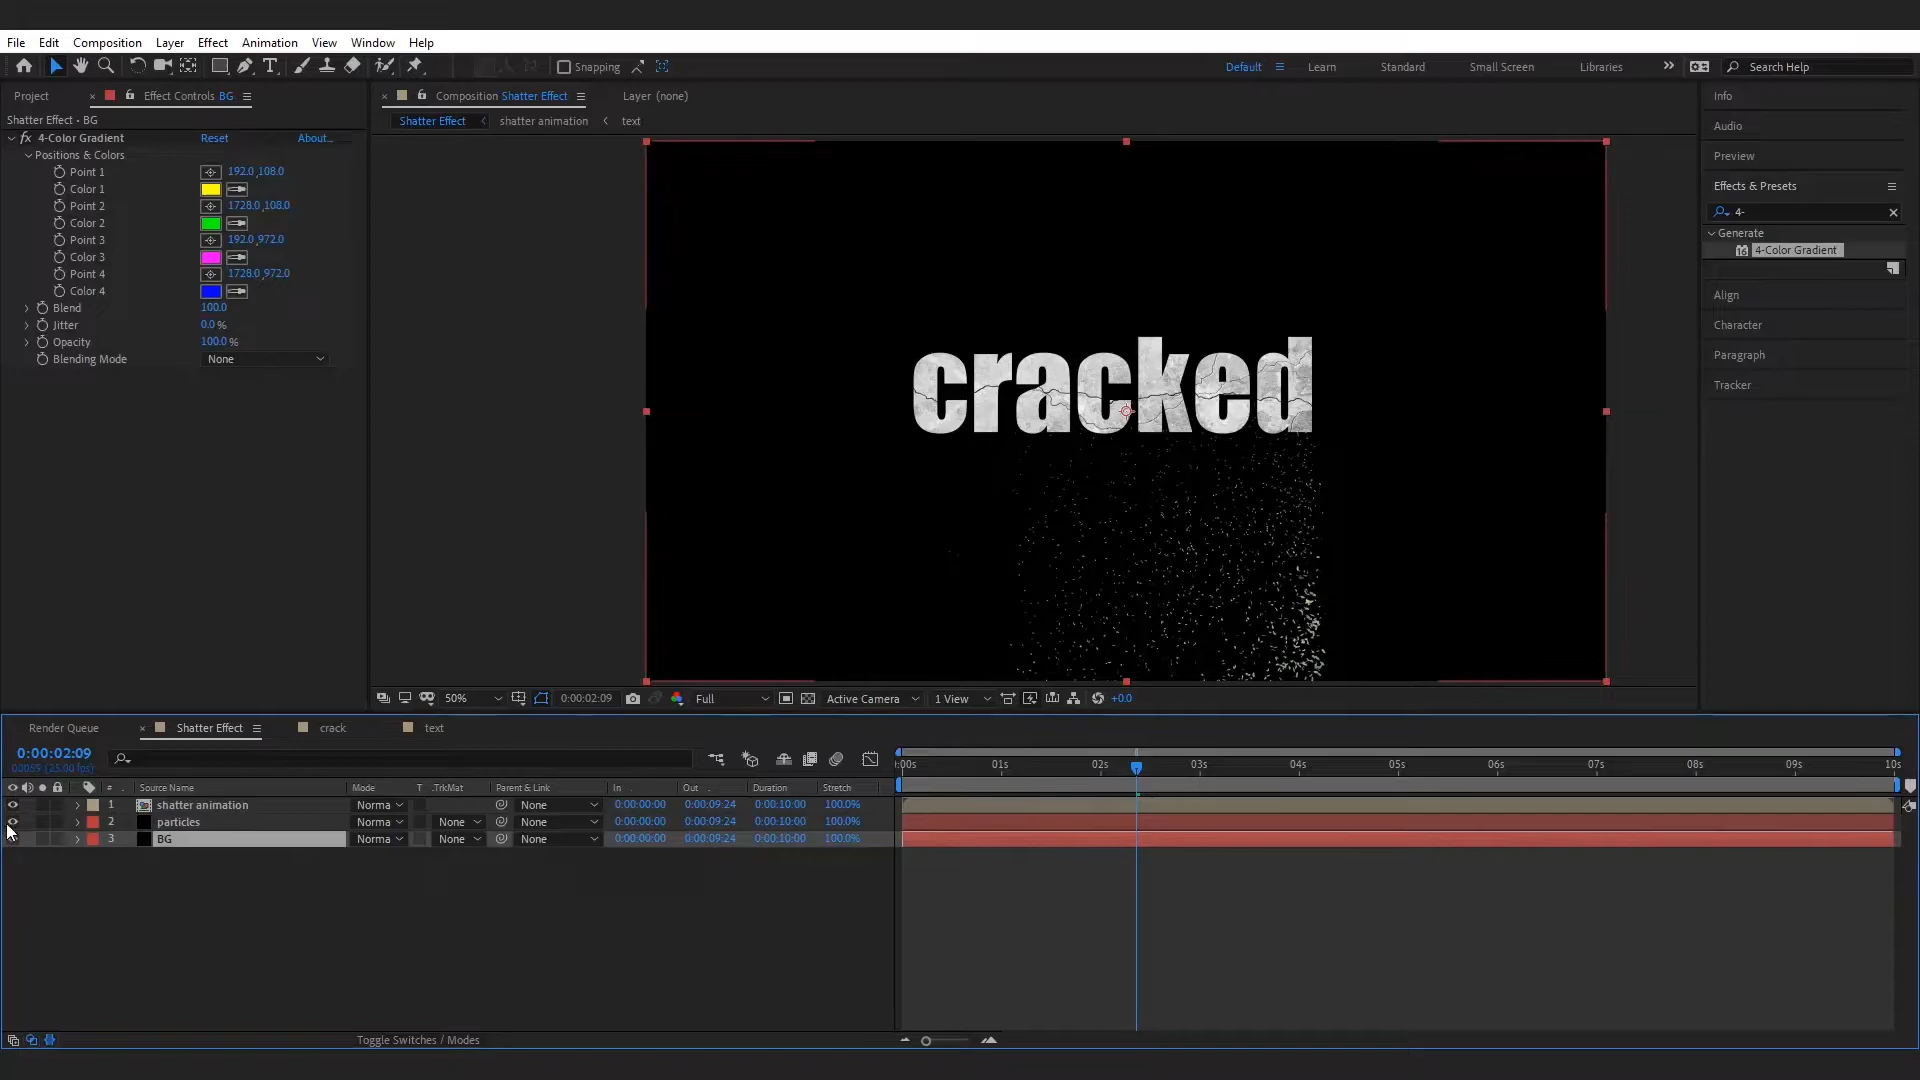 File Edit Composition Layer Effect Animation View Window Help
Snapping Default Learn Standard Small Screen Libraries Search Help
Project Effect Controls BG Composition Shatter Effect Layer (none) Info
Shatter Effect • BG Shatter Effect shatter animation text
Audio
fx 4-Color Gradient Reset About...
Positions & Colors Preview
Point 1 192.0,108.0
Color 1 Effects & Presets
Point 2 1728.0,108.0 4-
Color 2
Point 3 192.0,972.0 Generate
Color 3 4-Color Gradient
Point 4 1728.0,972.0
Color 4 Align
Blend 100.0
Jitter 0.0 % Character
Opacity 100.0 %
Blending Mode None Paragraph
Tracker
cracked
50% 0:00:02:09 Full Active Camera 1 View +0.0
Render Queue Shatter Effect crack text
0:00:02:09
00059 (25.00 fps)
:00s 01s 02s 03s 04s 05s 06s 07s 08s 09s 10s
# Source Name Mode T .TrkMat Parent & Link In Out Duration Stretch
1 shatter animation Norma None 0:00:00:00 0:00:09:24 0:00:10:00 100.0%
2 particles Norma None None 0:00:00:00 0:00:09:24 0:00:10:00 100.0%
3 BG Norma None None 0:00:00:00 0:00:09:24 0:00:10:00 100.0%
Toggle Switches / Modes